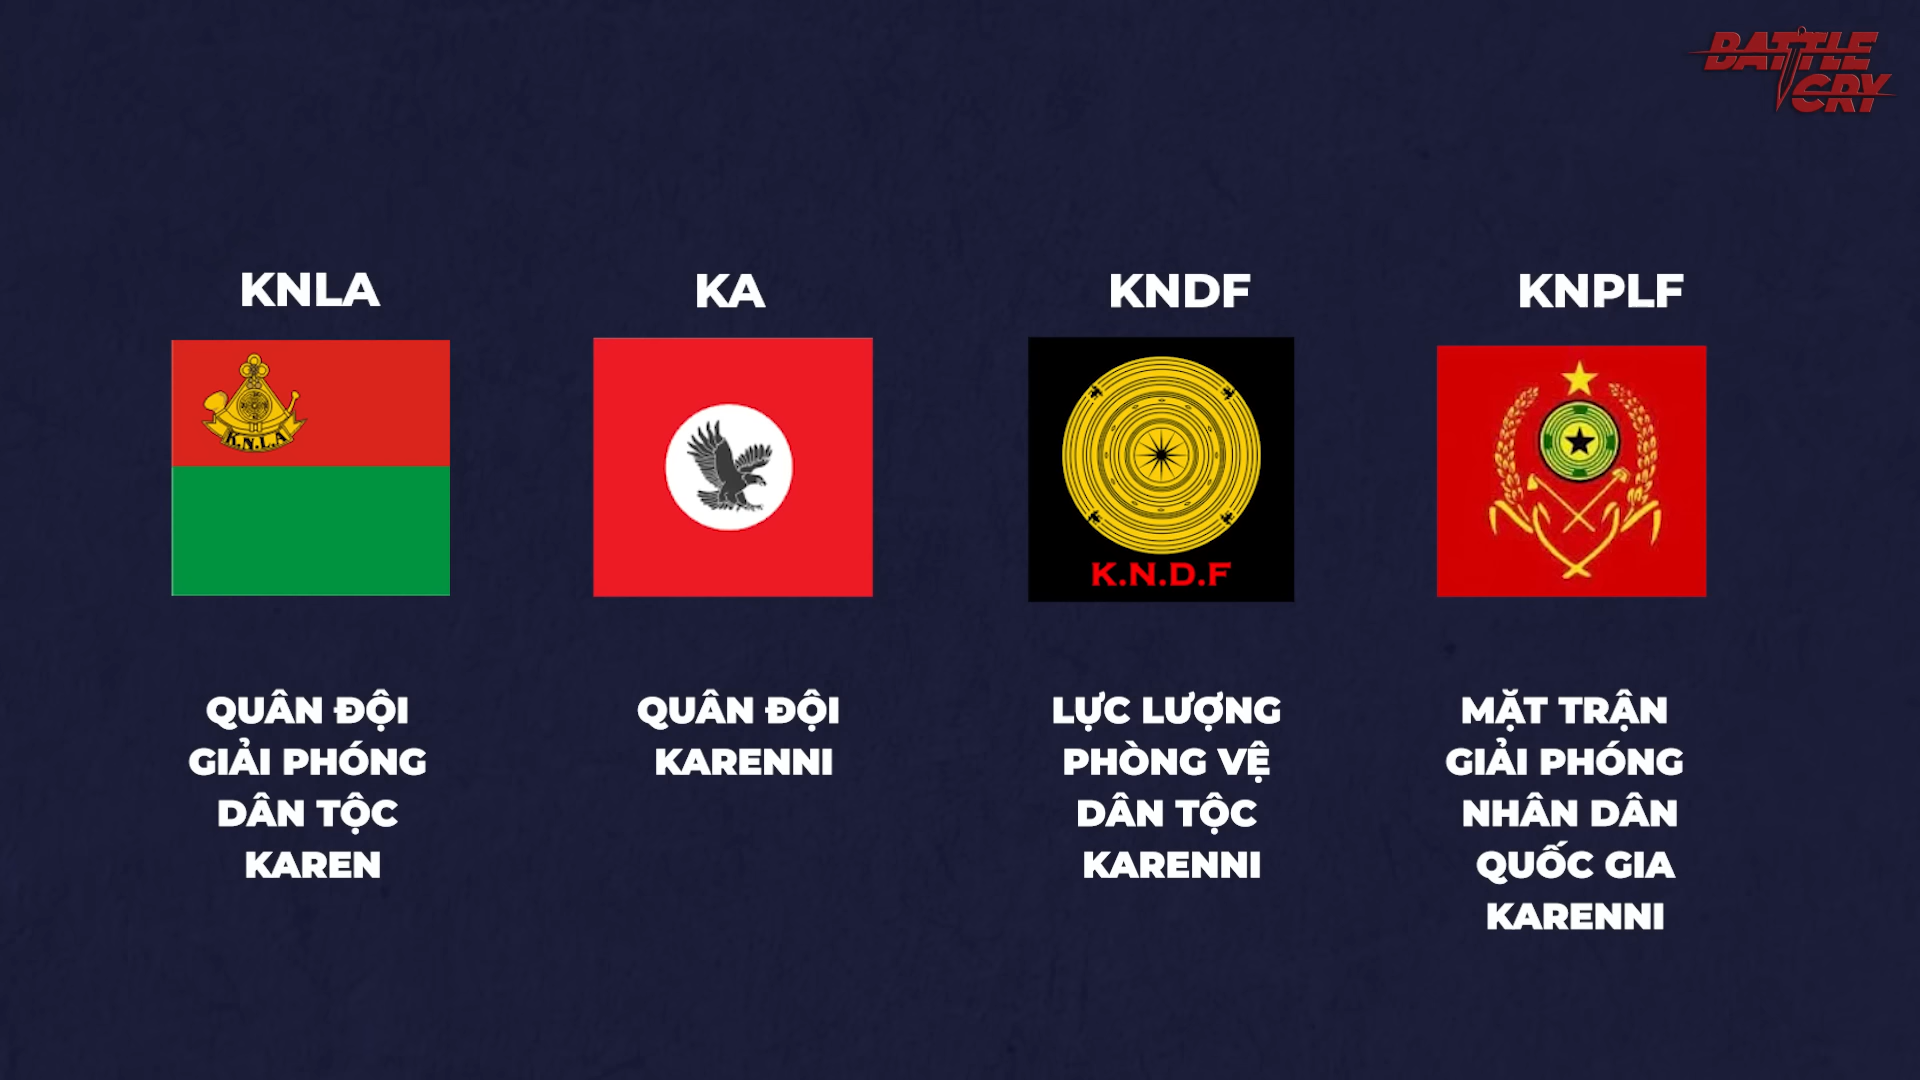 BATTLE
CRY
KNLA
KA
KNDF
KNPLF
K.N.L.A
K.N.D.F
QUÂN ĐỘI
GIẢI PHÓNG
DÂN TỘC
KAREN
QUÂN ĐỘI
KARENNI
LỰC LƯỢNG
PHÒNG VỆ
DÂN TỘC
KARENNI
MẶT TRẬN
GIẢI PHÓNG
NHÂN DÂN
QUỐC GIA
KARENNI